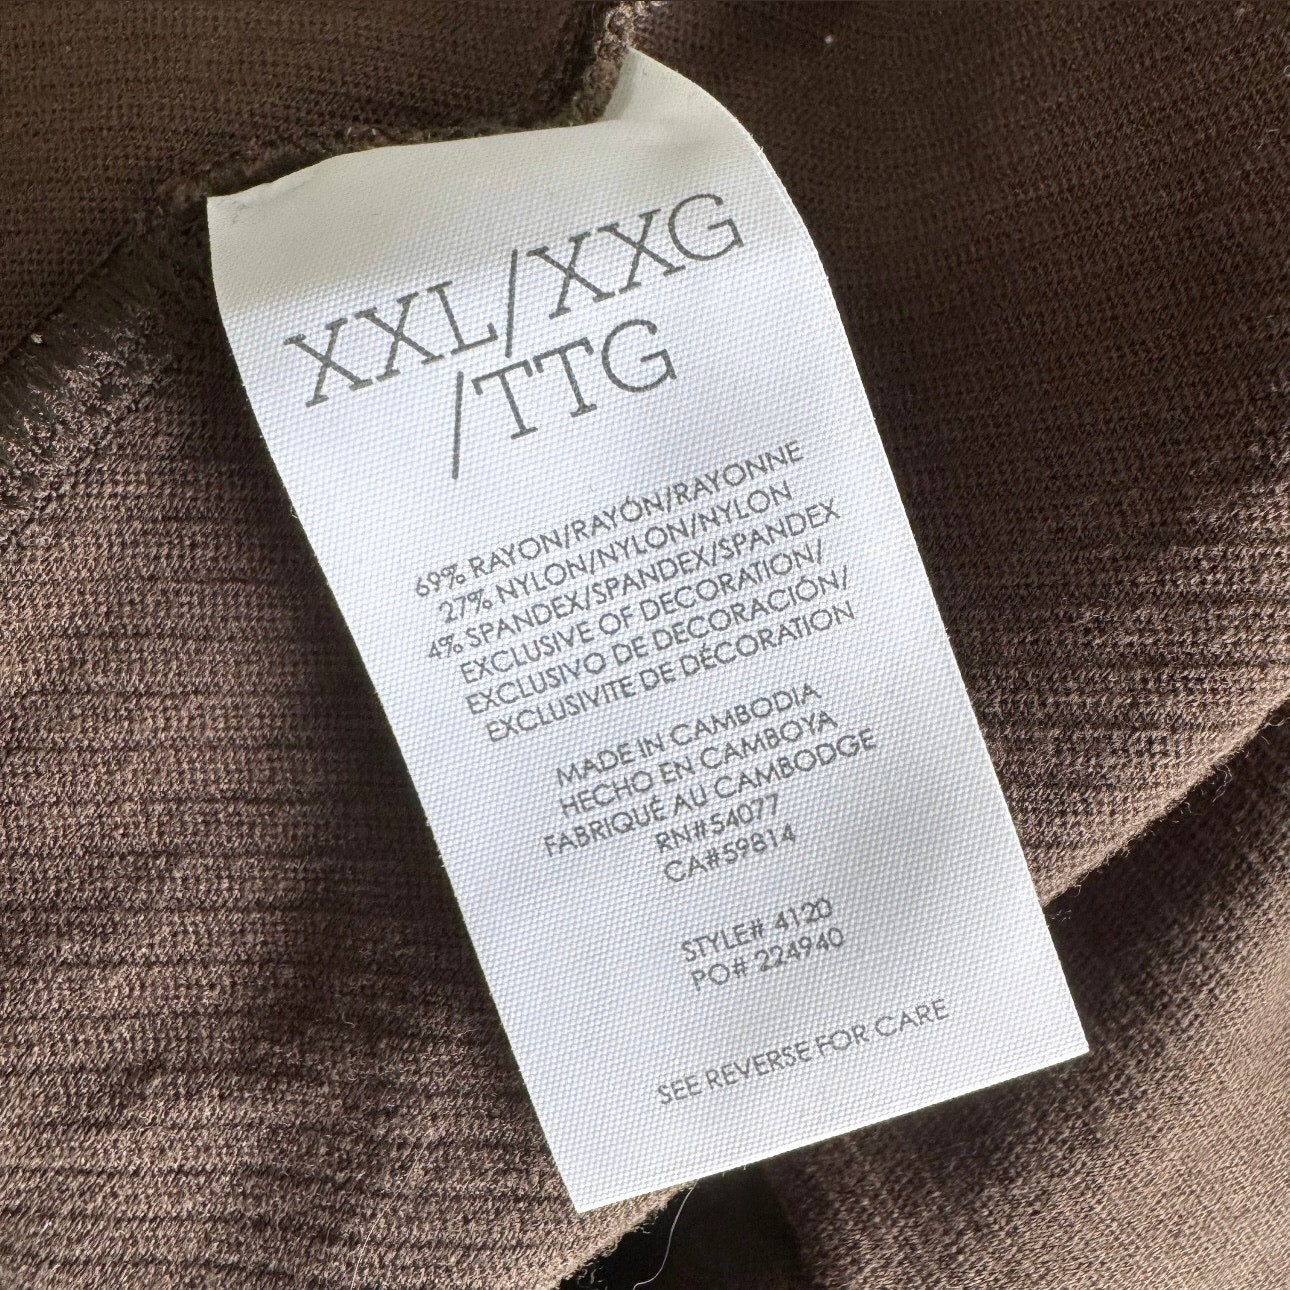 XXL/XXG
/TTG
69% RAYON/RAYÓN/RAYONNE
27% NYLON/NYLON/NYLON
4% SPANDEX/SPANDEX/SPANDEX
EXCLUSIVE OF DECORATION/
EXCLUSIVO DE DECORACIÓN/
EXCLUSIVITE DE DÉCORATION
MADE IN CAMBODIA
HECHO EN CAMBOYA
FABRIQUÉ AU CAMBODGE
RN#54077
CA#59814
STYLE# 4120
PO# 224940
SEE REVERSE FOR CARE